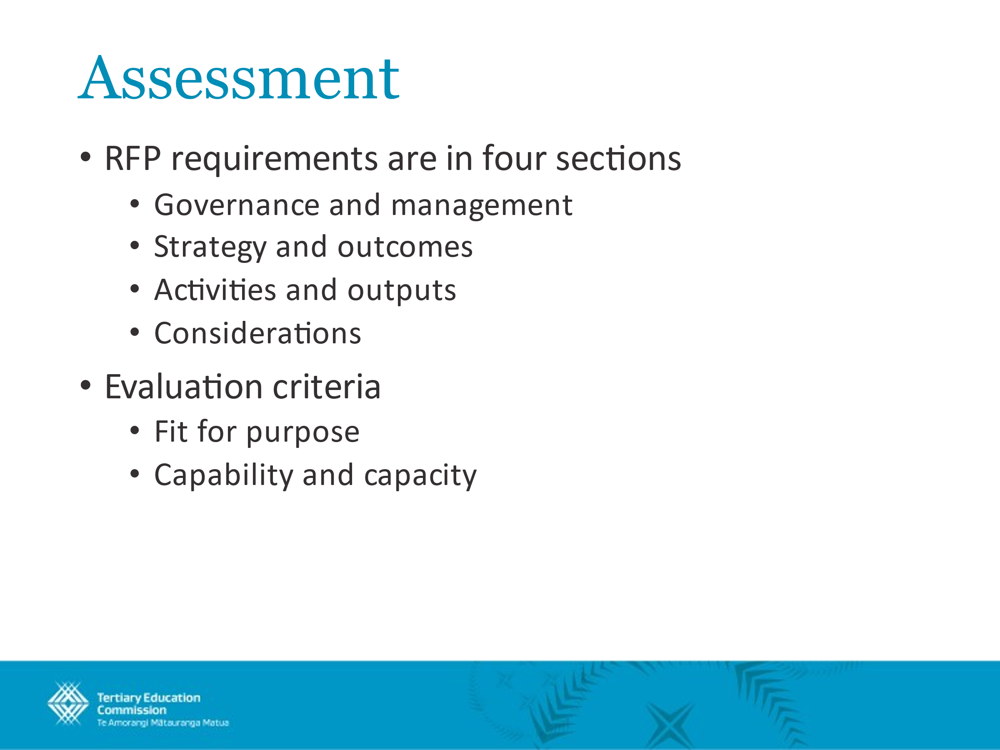 Assessment
• RFP requirements are in four sections
• Governance and management
• Strategy and outcomes
• Activities and outputs
• Considerations
• Evaluation criteria
• Fit for purpose
• Capability and capacity
Tertiary Education
Commission
Te Amorangi Mātauranga Matua